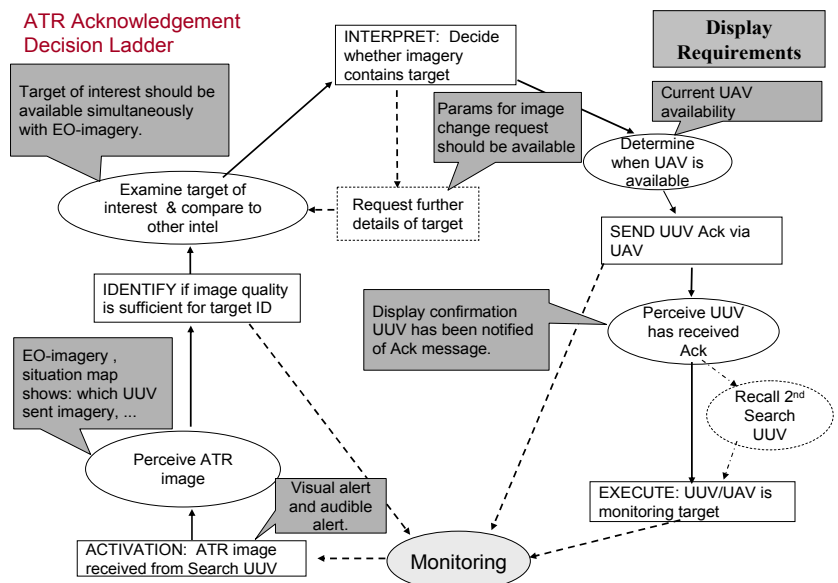 ATR Acknowledgement
Decision Ladder
INTERPRET: Decide
whether imagery
contains target
Display
Requirements
Target of interest should be
available simultaneously
with EO-imagery.
Params for image
change request
should be available
Current UAV
availability
Determine
when UAV is
available
Examine target of
interest & compare to
other intel
Request further
details of target
SEND UUV Ack via
UAV
IDENTIFY if image quality
is sufficient for target ID
Display confirmation
UUV has been notified
of Ack message.
Perceive UUV
has received
Ack
EO-imagery ,
situation map
shows: which UUV
sent imagery, ...
Recall 2nd
Search
UUV
Perceive ATR
image
Visual alert
and audible
alert.
EXECUTE: UUV/UAV is
monitoring target
ACTIVATION: ATR image
received from Search UUV
Monitoring